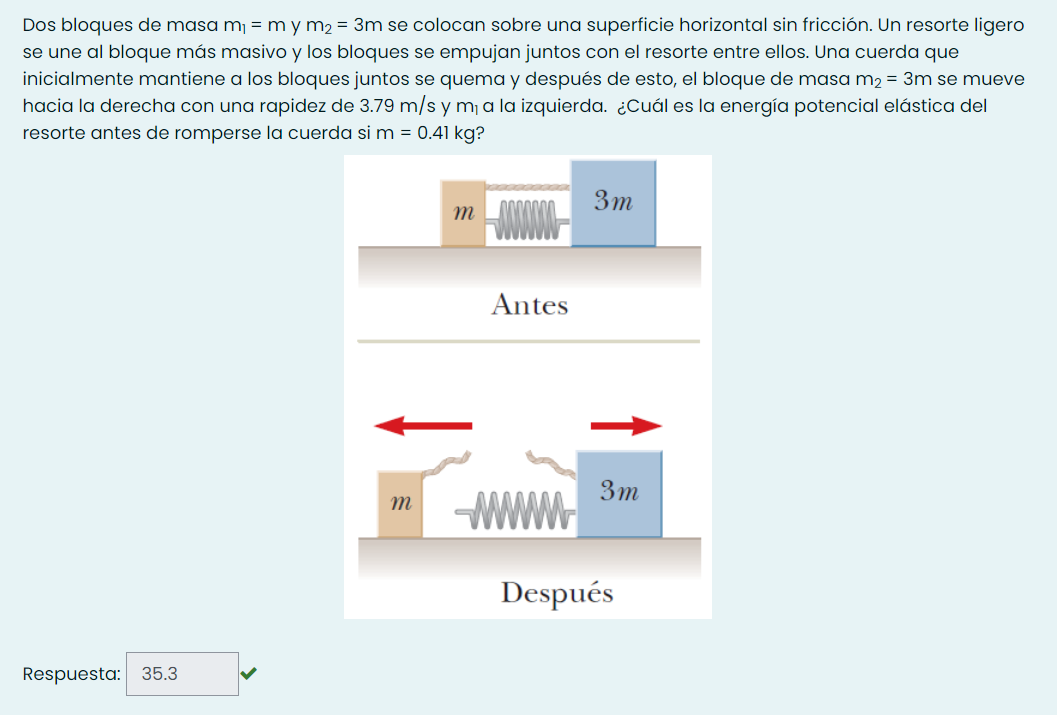 Dos bloques de masa m₁ = m y m₂ = 3m se colocan sobre una superficie horizontal sin fricción. Un resorte ligero
se une al bloque más masivo y los bloques se empujan juntos con el resorte entre ellos. Una cuerda que
inicialmente mantiene a los bloques juntos se quema y después de esto, el bloque de masa m₂ = 3m se mueve
hacia la derecha con una rapidez de 3.79 m/s y m₁ a la izquierda. ¿Cuál es la energía potencial elástica del
resorte antes de romperse la cuerda si m = 0.41 kg?
m
3m
Antes
m
3m
Después
Respuesta: 35.3